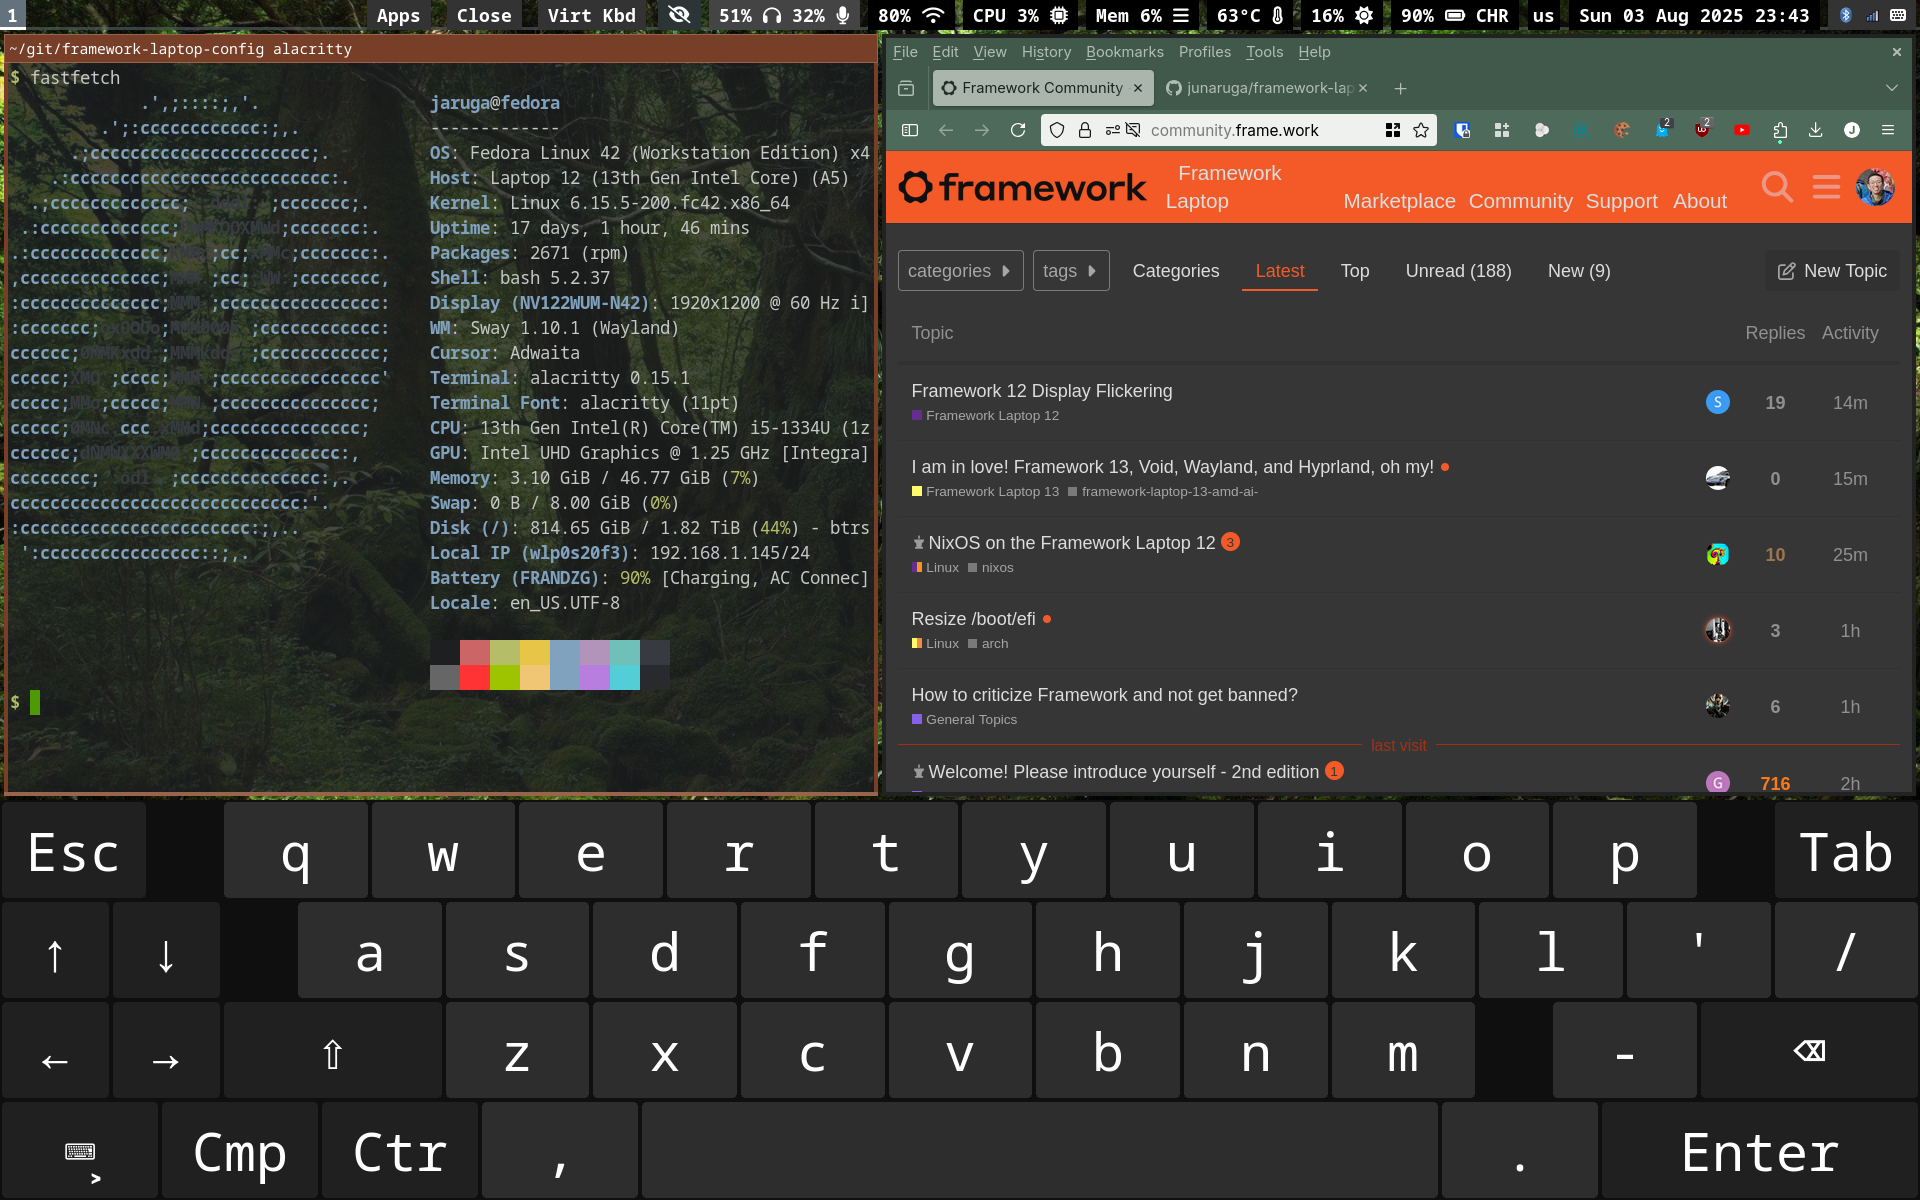 1 Apps Close Virt Kbd 51% 32% 80% CPU 3% Mem 6% 63°C 16% 90% CHR us Sun 03 Aug 2025 23:43
~/git/framework-laptop-config alacritty
$ fastfetch
jaruga@fedora
-------------
OS: Fedora Linux 42 (Workstation Edition) x4
Host: Laptop 12 (13th Gen Intel Core) (A5)
Kernel: Linux 6.15.5-200.fc42.x86_64
Uptime: 17 days, 1 hour, 46 mins
Packages: 2671 (rpm)
Shell: bash 5.2.37
Display (NV122WUM-N42): 1920x1200 @ 60 Hz i]
WM: Sway 1.10.1 (Wayland)
Cursor: Adwaita
Terminal: alacritty 0.15.1
Terminal Font: alacritty (11pt)
CPU: 13th Gen Intel(R) Core(TM) i5-1334U (1z
GPU: Intel UHD Graphics @ 1.25 GHz [Integra]
Memory: 3.10 GiB / 46.77 GiB (7%)
Swap: 0 B / 8.00 GiB (0%)
Disk (/): 814.65 GiB / 1.82 TiB (44%) - btrs
Local IP (wlp0s20f3): 192.168.1.145/24
Battery (FRANDZG): 90% [Charging, AC Connec]
Locale: en_US.UTF-8
$
File Edit View History Bookmarks Profiles Tools Help
Framework Community junaruga/framework-lap
community.frame.work 2 2 J
framework Framework Laptop Marketplace Community Support About
categories tags Categories Latest Top Unread (188) New (9) New Topic
Topic Replies Activity
Framework 12 Display Flickering S 19 14m
Framework Laptop 12
I am in love! Framework 13, Void, Wayland, and Hyprland, oh my! 0 15m
Framework Laptop 13 framework-laptop-13-amd-ai-
NixOS on the Framework Laptop 12 3 10 25m
Linux nixos
Resize /boot/efi 3 1h
Linux arch
How to criticize Framework and not get banned? 6 1h
General Topics
last visit
Welcome! Please introduce yourself - 2nd edition 1 G 716 2h
Esc q w e r t y u i o p Tab
↑ ↓ a s d f g h j k l ' /
← → ⇧ z x c v b n m - ⌫
⌨ > Cmp Ctr , . Enter